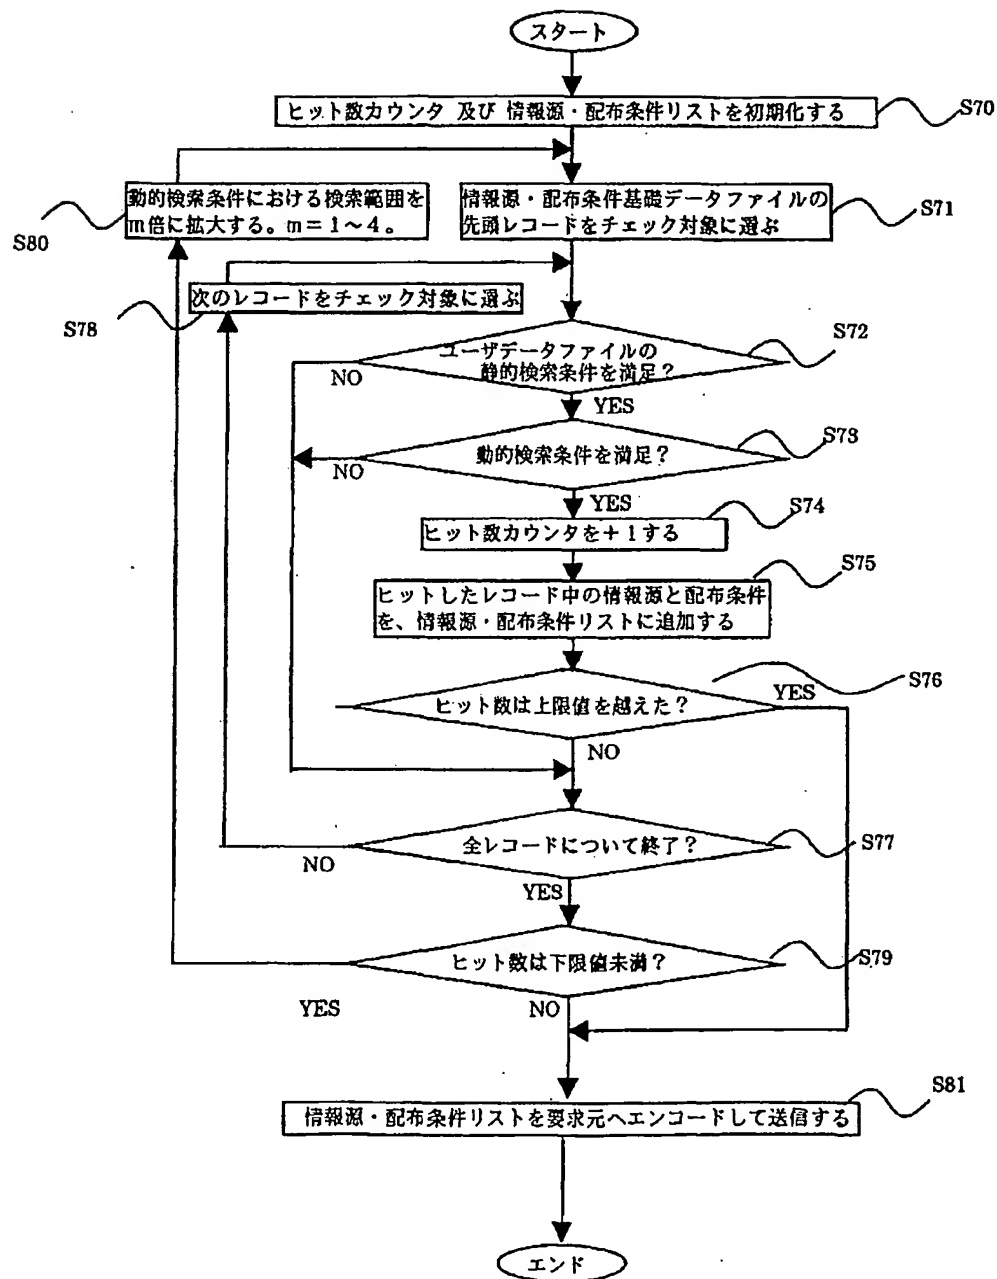 スタート
ヒット数カウンタ 及び 情報源・配布条件リストを初期化する
S70
動的検索条件における検索範囲を
m倍に拡大する。m=1~4。
S80
情報源・配布条件基礎データファイルの
先頭レコードをチェック対象に選ぶ
S71
次のレコードをチェック対象に選ぶ
S78
ユーザデータファイルの
静的検索条件を満足?
S72
NO
YES
動的検索条件を満足?
S73
NO
YES
ヒット数カウンタを+1する
S74
ヒットしたレコード中の情報源と配布条件
を、情報源・配布条件リストに追加する
S75
ヒット数は上限値を越えた?
S76
YES
NO
全レコードについて終了?
S77
NO
YES
ヒット数は下限値未満?
S79
YES
NO
情報源・配布条件リストを要求元へエンコードして送信する
S81
エンド